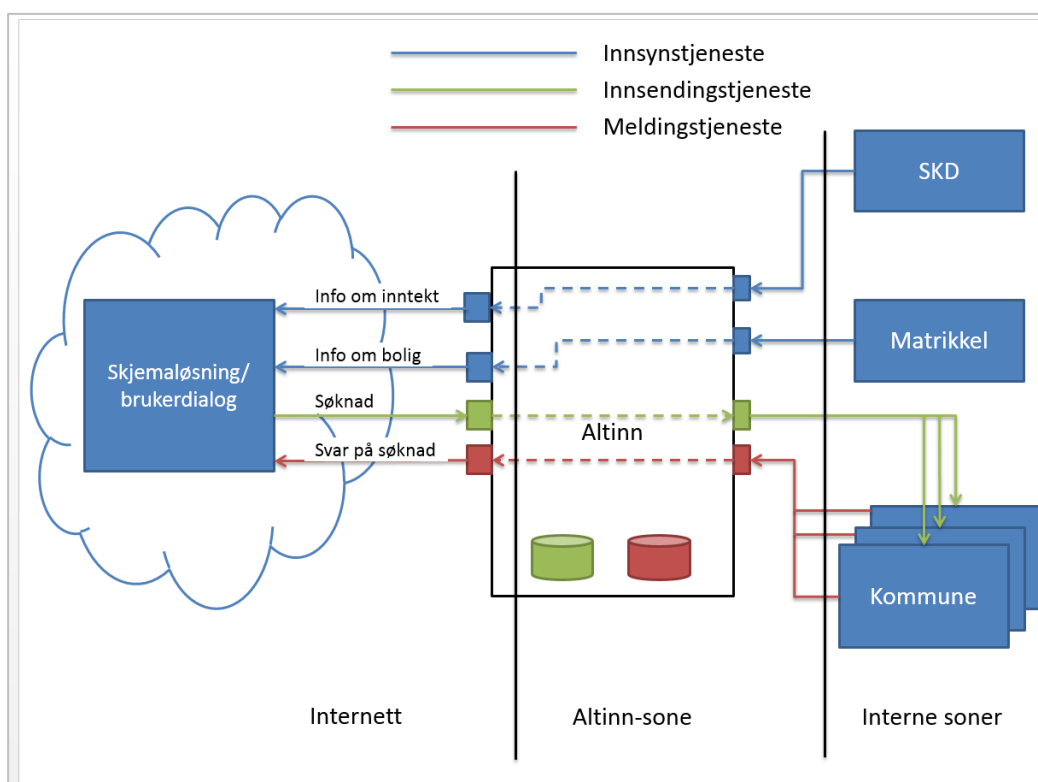 Innsynstjeneste
Innsendingstjeneste
Meldingstjeneste
SKD
Info om inntekt
Matrikkel
Info om bolig
Skjemaløsning/
brukerdialog
Søknad
Altinn
Svar på søknad
Kommune
Internett
Altinn-sone
Interne soner